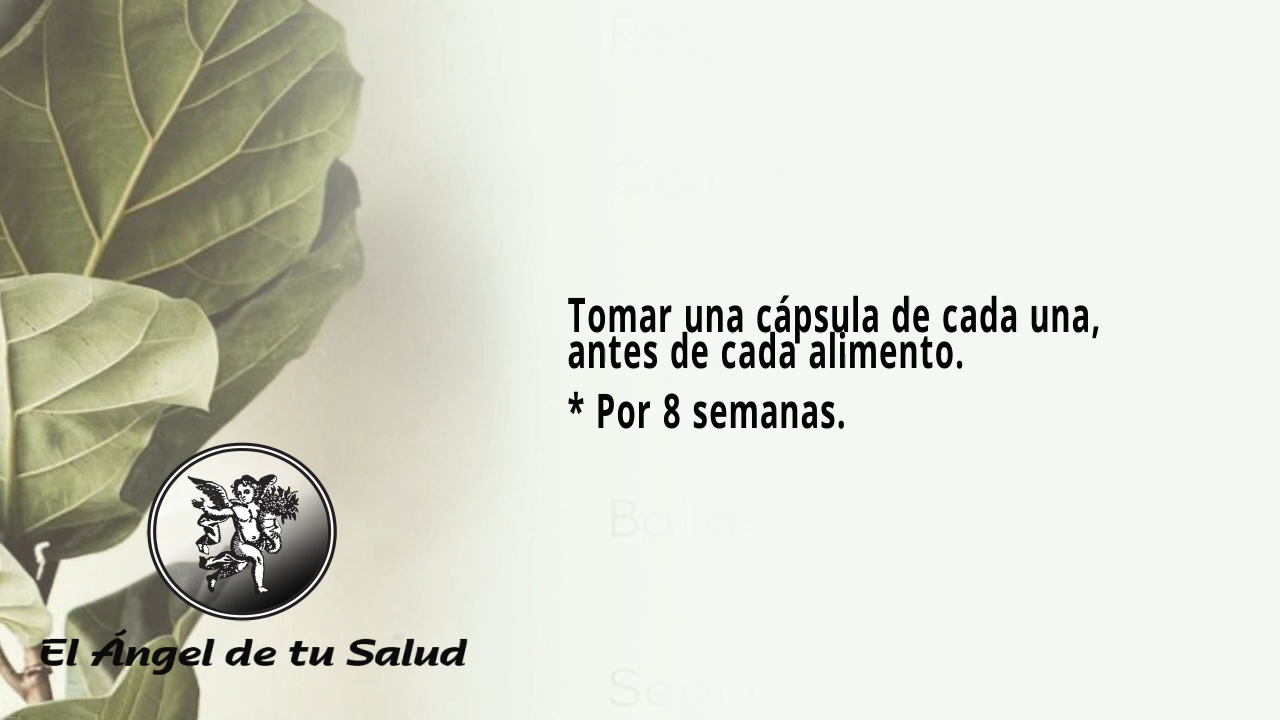 Tomar una cápsula de cada una,
antes de cada alimento.
* Por 8 semanas.
El Ángel de tu Salud